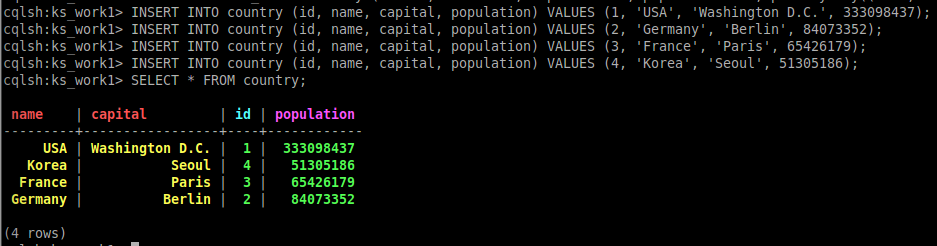 cqlsh:ks_work1> INSERT INTO country (id, name, capital, population) VALUES (1, 'USA', 'Washington D.C.', 333098437);
cqlsh:ks_work1> INSERT INTO country (id, name, capital, population) VALUES (2, 'Germany', 'Berlin', 84073352);
cqlsh:ks_work1> INSERT INTO country (id, name, capital, population) VALUES (3, 'France', 'Paris', 65426179);
cqlsh:ks_work1> INSERT INTO country (id, name, capital, population) VALUES (4, 'Korea', 'Seoul', 51305186);
cqlsh:ks_work1> SELECT * FROM country;
 name    | capital         | id | population
---------+-----------------+----+------------
     USA | Washington D.C. |  1 |  333098437
   Korea |           Seoul |  4 |   51305186
  France |           Paris |  3 |   65426179
 Germany |          Berlin |  2 |   84073352
(4 rows)